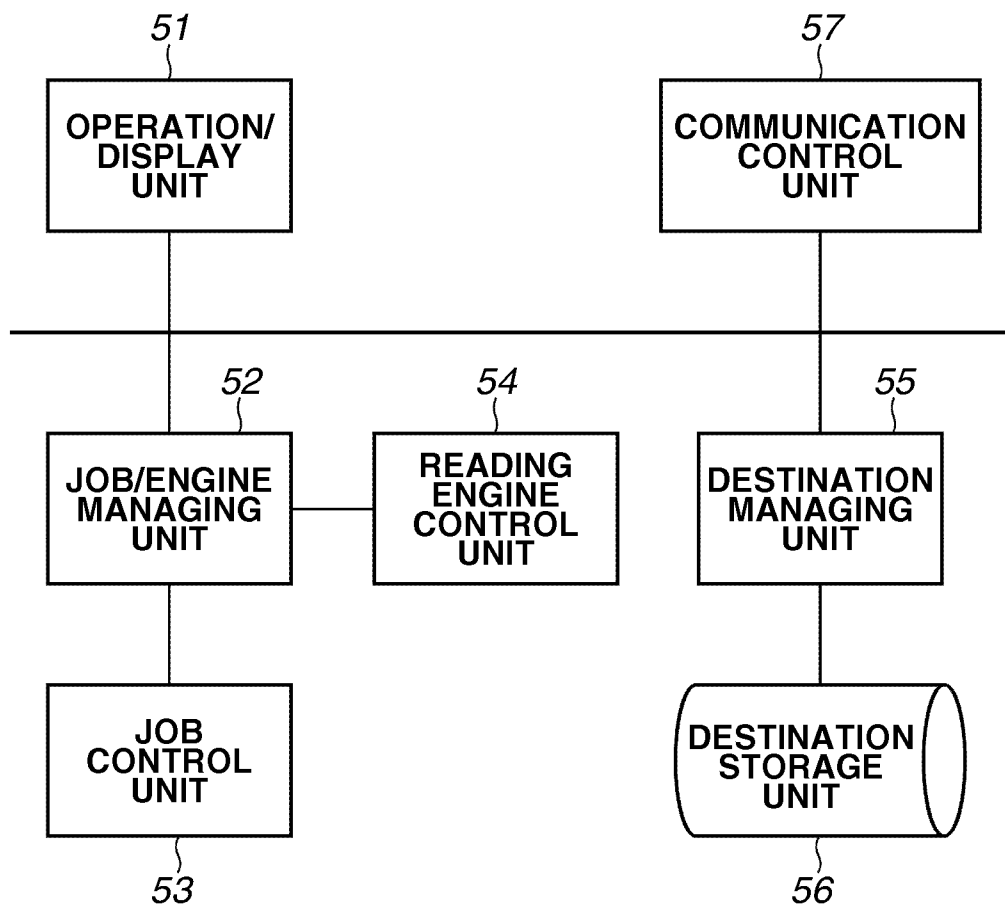 51
OPERATION/
DISPLAY
UNIT
57
COMMUNICATION
CONTROL
UNIT
52
JOB/ENGINE
MANAGING
UNIT
54
READING
ENGINE
CONTROL
UNIT
55
DESTINATION
MANAGING
UNIT
JOB
CONTROL
UNIT
53
DESTINATION
STORAGE
UNIT
56